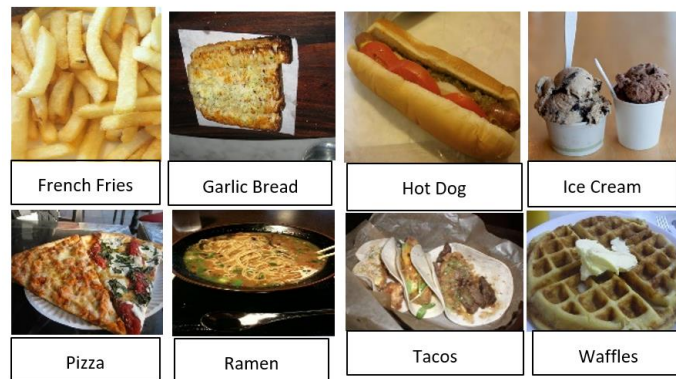 French Fries
Garlic Bread
Hot Dog
Ice Cream
Pizza
Ramen
Tacos
Waffles